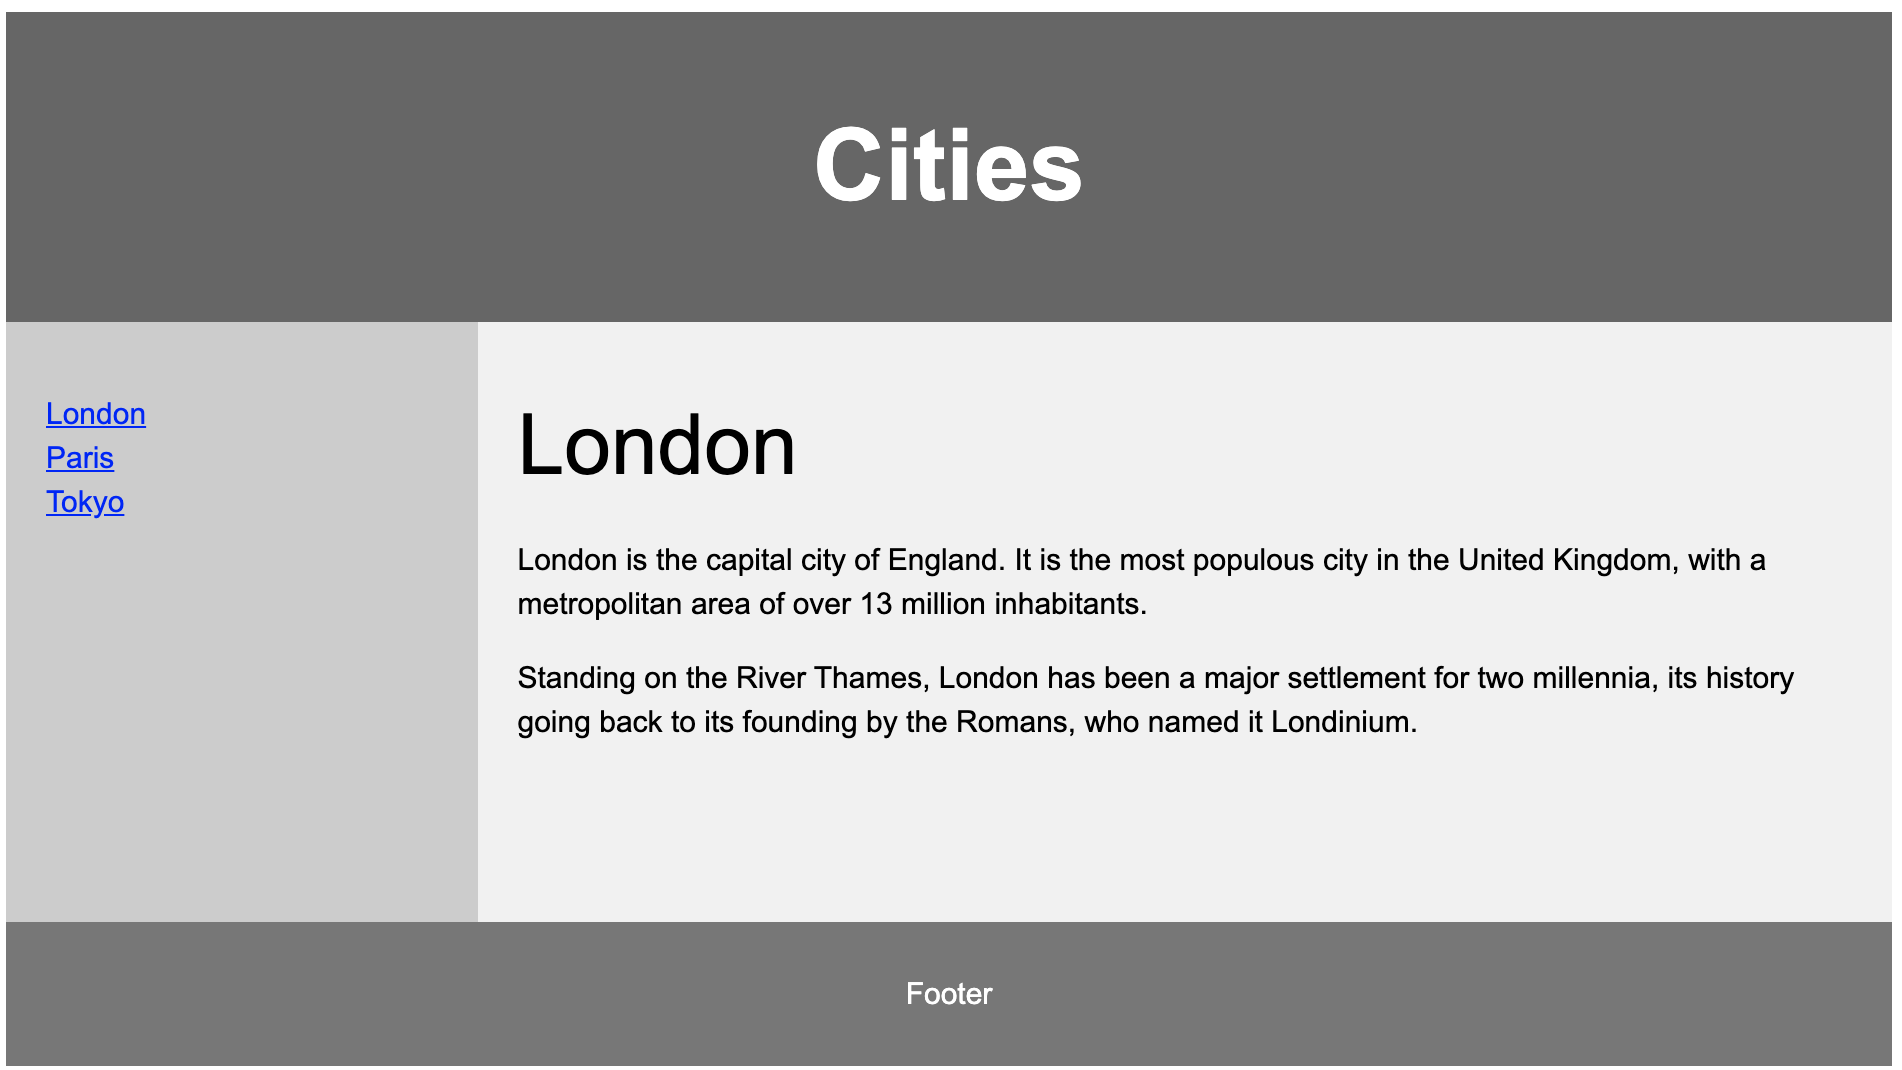 Cities
London
Paris
Tokyo
London
London is the capital city of England. It is the most populous city in the United Kingdom, with a
metropolitan area of over 13 million inhabitants.
Standing on the River Thames, London has been a major settlement for two millennia, its history
going back to its founding by the Romans, who named it Londinium.
Footer